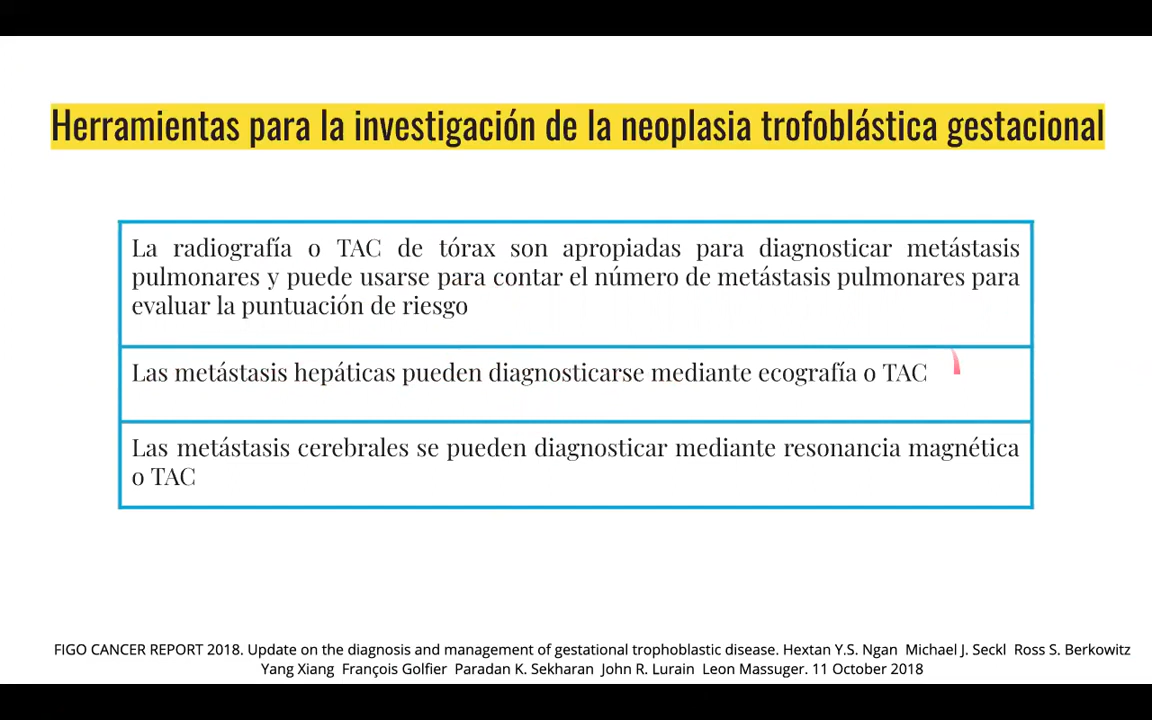 Herramientas para la investigación de la neoplasia trofoblástica gestacional
La radiografía o TAC de tórax son apropiadas para diagnosticar metástasis
pulmonares y puede usarse para contar el número de metástasis pulmonares para
evaluar la puntuación de riesgo
Las metástasis hepáticas pueden diagnosticarse mediante ecografía o TAC
Las metástasis cerebrales se pueden diagnosticar mediante resonancia magnética
o TAC
FIGO CANCER REPORT 2018. Update on the diagnosis and management of gestational trophoblastic disease. Hextan Y.S. Ngan Michael J. Seckl Ross S. Berkowitz
Yang Xiang François Golfier Paradan K. Sekharan John R. Lurain Leon Massuger. 11 October 2018